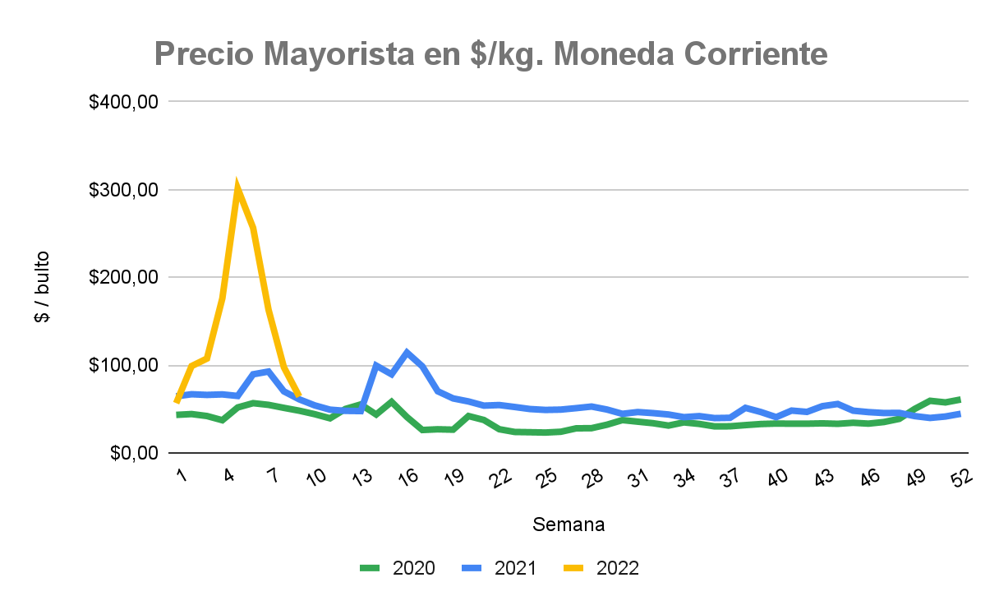 Precio Mayorista en $/kg. Moneda Corriente
$400,00
$300,00
$200,00
$100,00
$0,00
$ / bulto
1 4 7 10 13 16 19 22 25 28 31 34 37 40 43 46 49 52
Semana
2020 2021 2022